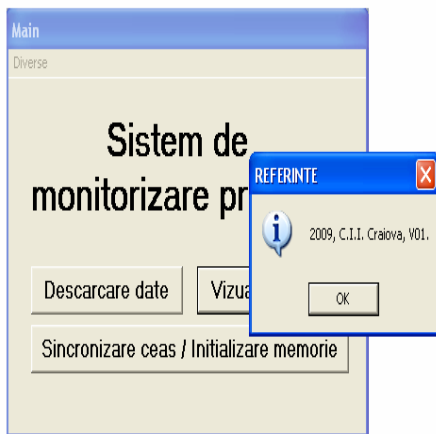 Main
Diverse
Sistem de
monitorizare pr
REFERINTE
2009, C.I.I. Craiova, V01.
OK
Descarcare date
Vizua
Sincronizare ceas / Initializare memorie